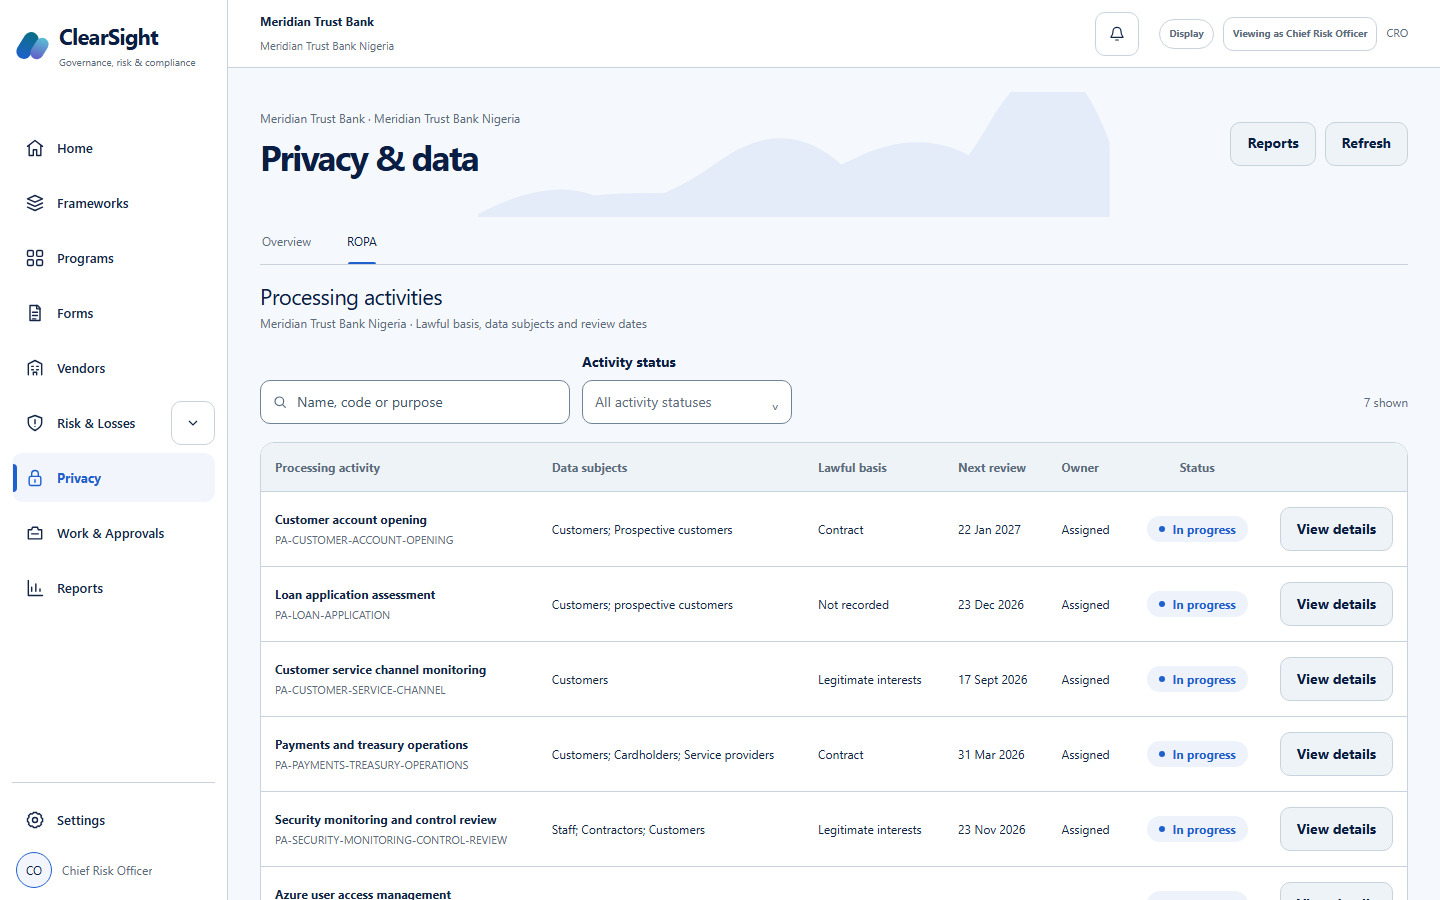 ClearSight
Governance, risk & compliance
Home
Frameworks
Programs
Forms
Vendors
Risk & Losses
Privacy
Work & Approvals
Reports
Settings
CO
Chief Risk Officer
Meridian Trust Bank
Meridian Trust Bank Nigeria
Display
Viewing as Chief Risk Officer
CRO
Meridian Trust Bank · Meridian Trust Bank Nigeria
Privacy & data
Reports
Refresh
Overview
ROPA
Processing activities
Meridian Trust Bank Nigeria · Lawful basis, data subjects and review dates
Activity status
Name, code or purpose
All activity statuses
7 shown
Processing activity Data subjects Lawful basis Next review Owner Status
Customer account opening
PA-CUSTOMER-ACCOUNT-OPENING
Customers; Prospective customers Contract 22 Jan 2027 Assigned In progress View details
Loan application assessment
PA-LOAN-APPLICATION
Customers; prospective customers Not recorded 23 Dec 2026 Assigned In progress View details
Customer service channel monitoring
PA-CUSTOMER-SERVICE-CHANNEL
Customers Legitimate interests 17 Sept 2026 Assigned In progress View details
Payments and treasury operations
PA-PAYMENTS-TREASURY-OPERATIONS
Customers; Cardholders; Service providers Contract 31 Mar 2026 Assigned In progress View details
Security monitoring and control review
PA-SECURITY-MONITORING-CONTROL-REVIEW
Staff; Contractors; Customers Legitimate interests 23 Nov 2026 Assigned In progress View details
Azure user access management